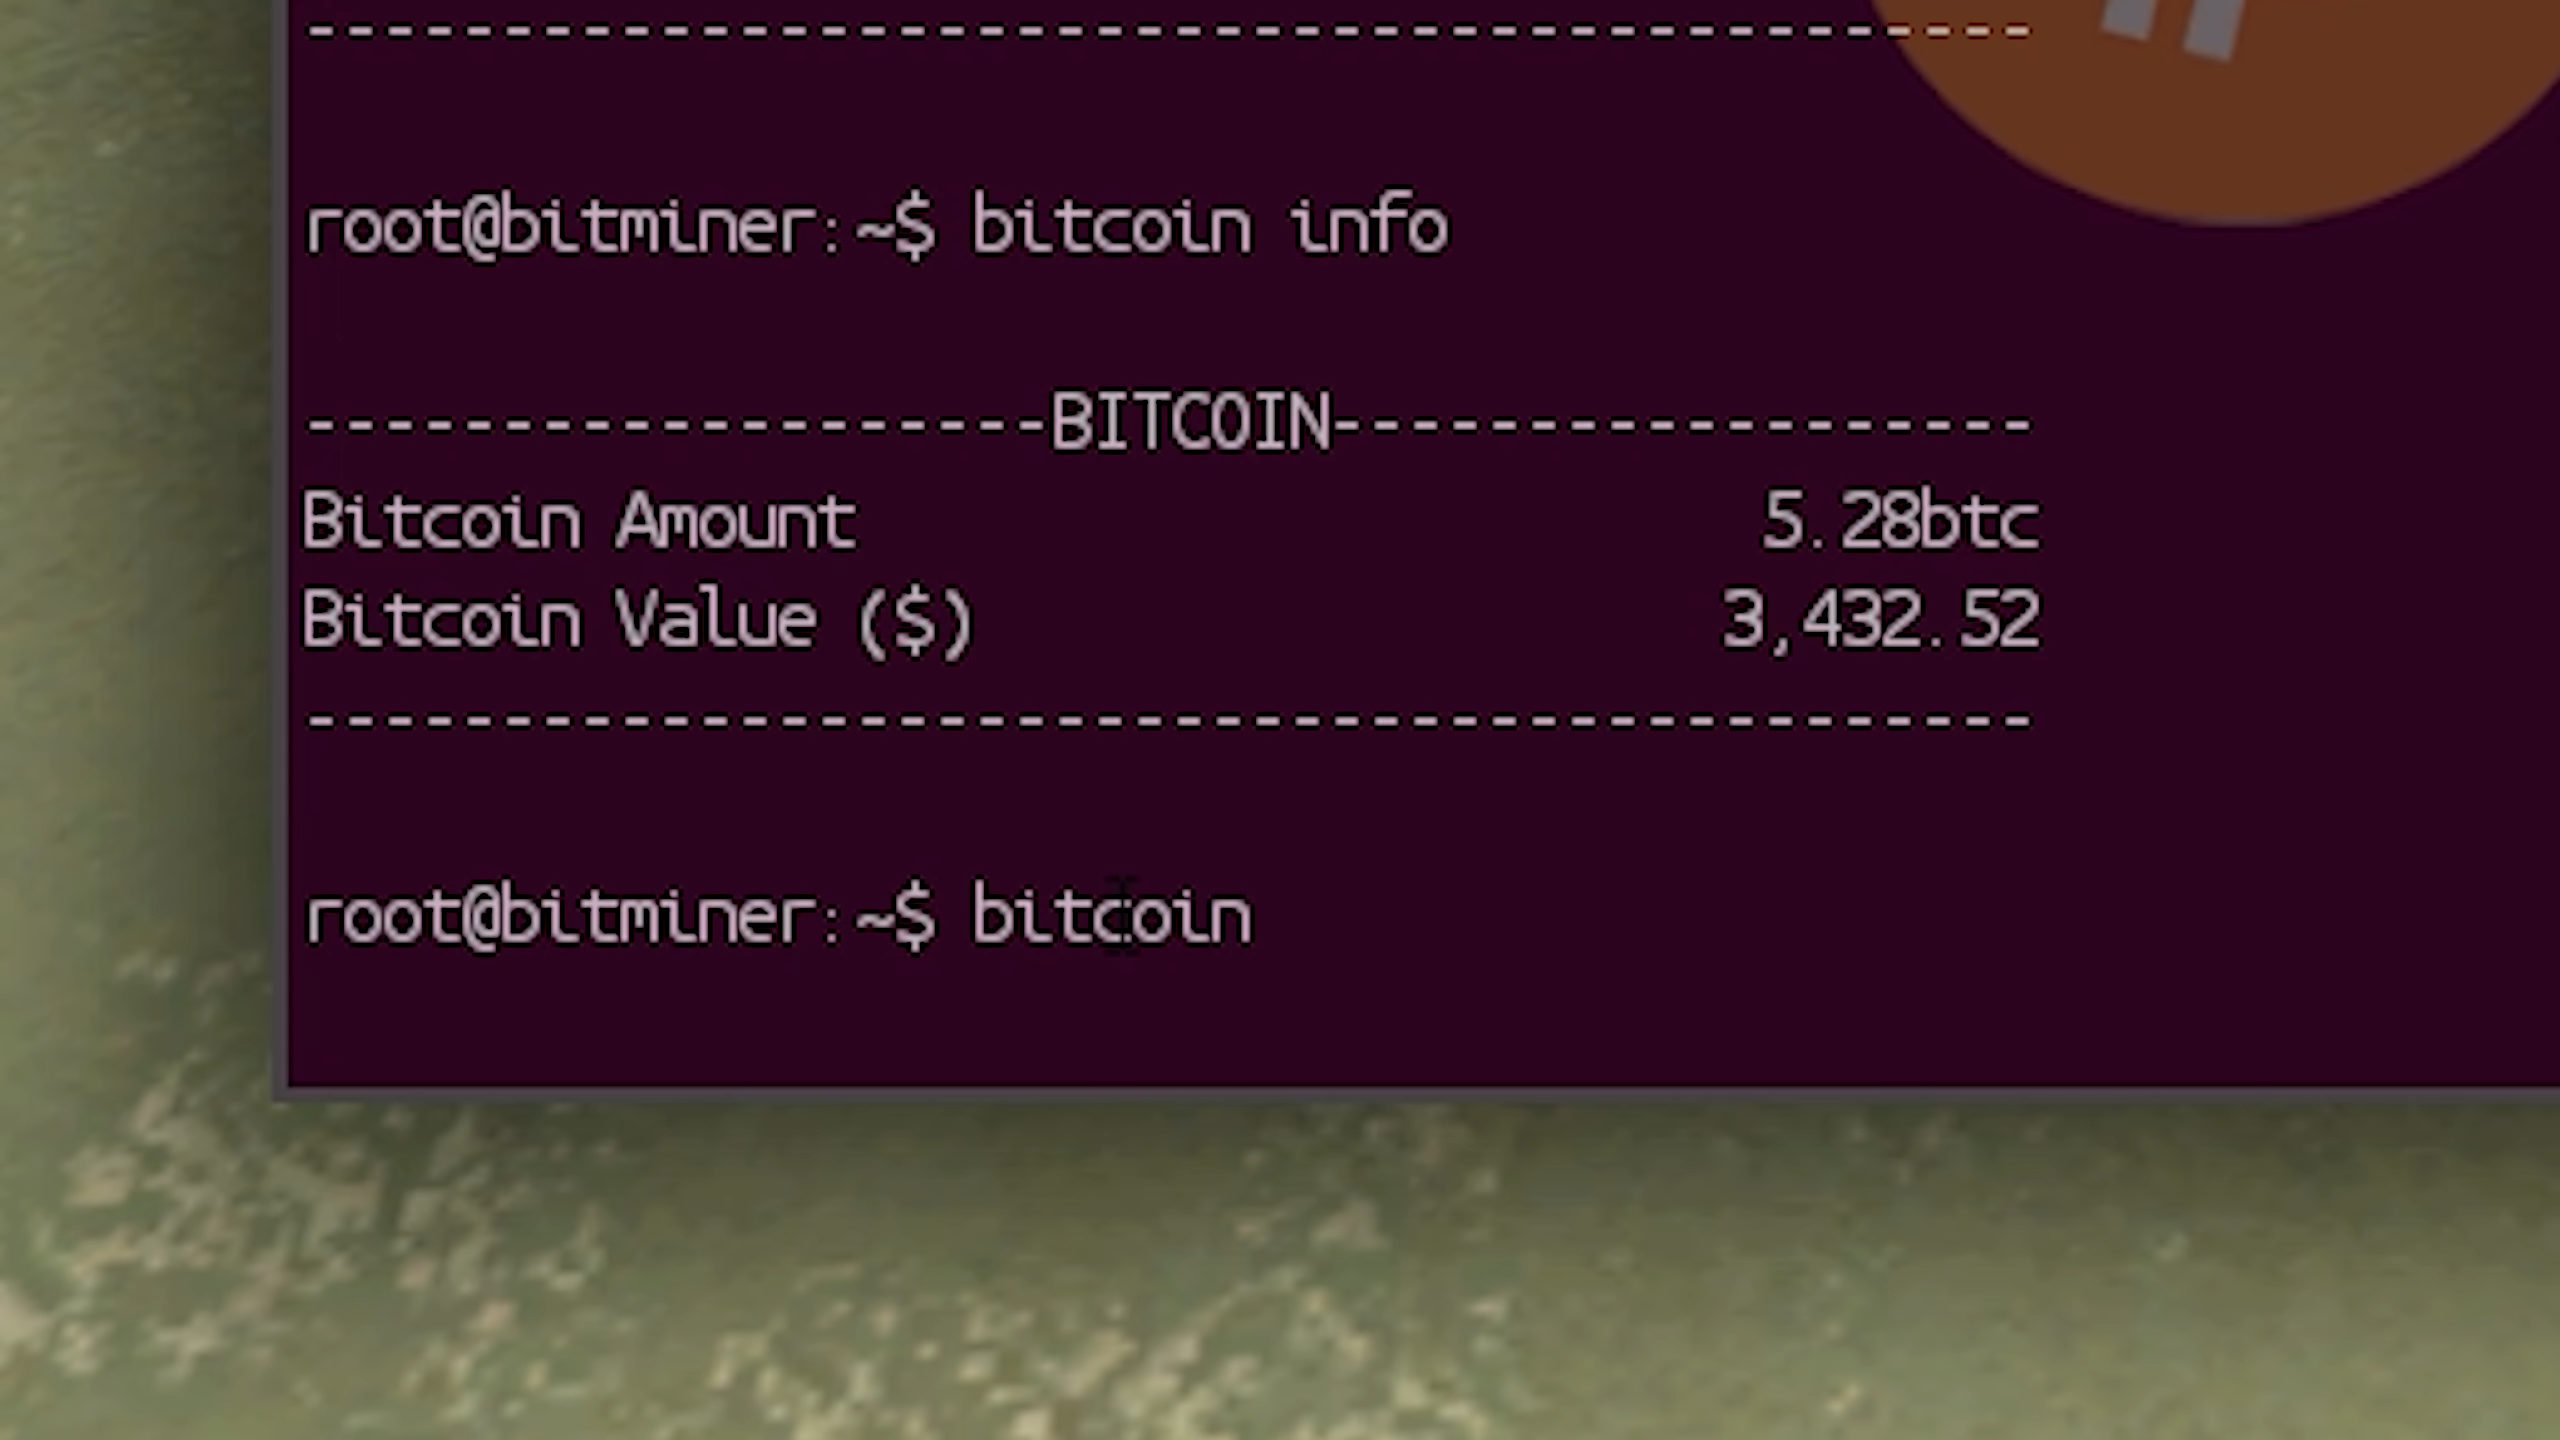 --------------------------------------------
root@bitminer:~$ bitcoin info
-------------------BITCOIN------------------
Bitcoin Amount 5.28btc
Bitcoin Value ($) 3,432.52
--------------------------------------------
root@bitminer:~$ bitcoin